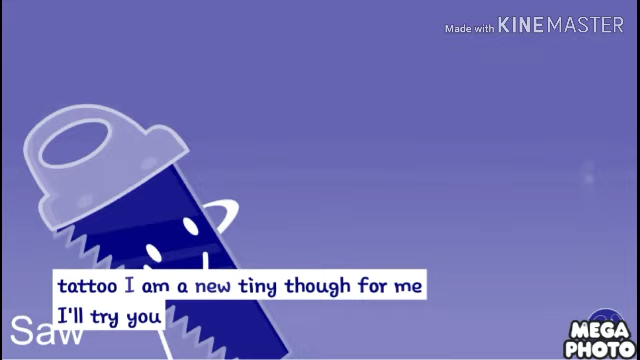 Made with KINEMASTER
tattoo I am a new tiny though for me
I'll try you
Saw
MEGA
PHOTO